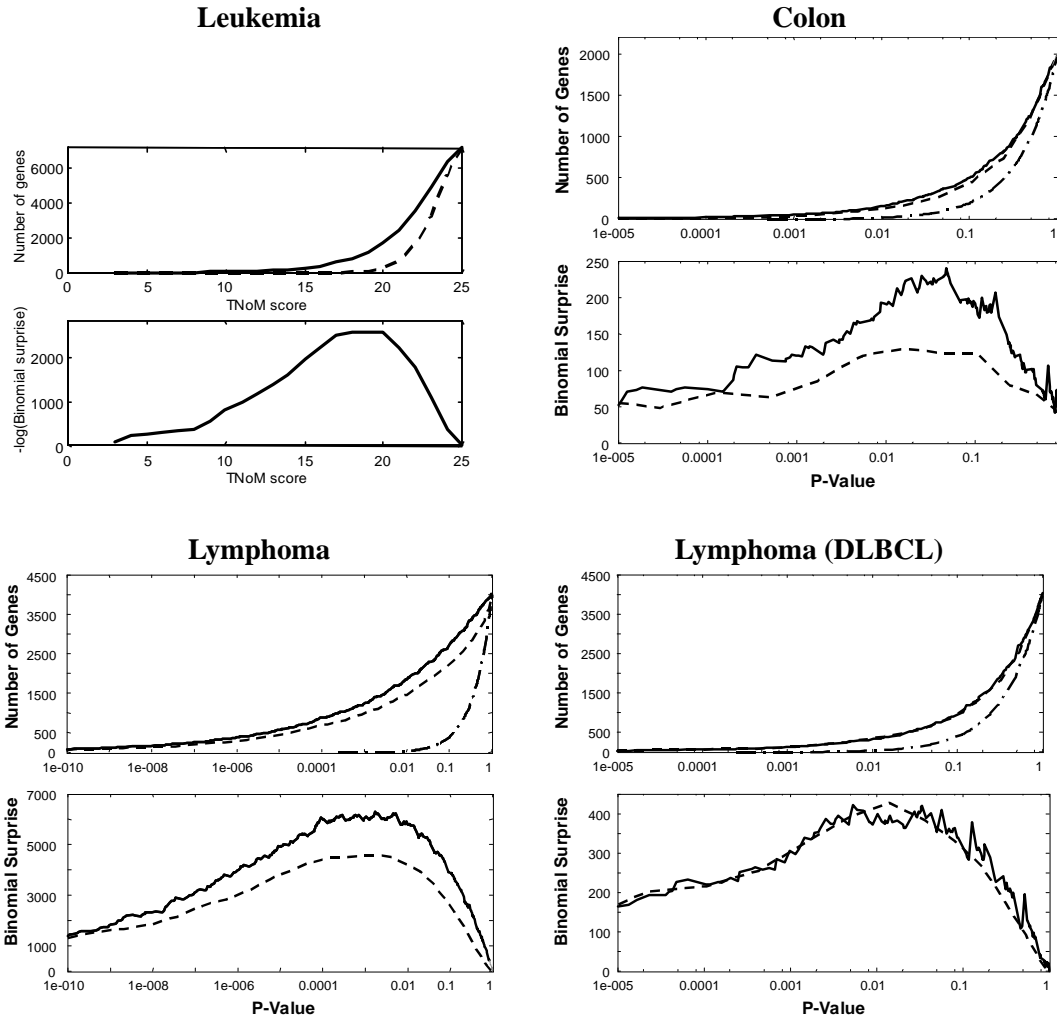 Leukemia
Number of genes
6000
4000
2000
0
0 5 10 15 20 25
TNoM score
-log(Binomial surprise)
2000
1000
0
0 5 10 15 20 25
TNoM score
Colon
Number of Genes
2000
1500
1000
500
0
1e-005 0.0001 0.001 0.01 0.1 1
Binomial Surprise
250
200
150
100
50
0
1e-005 0.0001 0.001 0.01 0.1
P-Value
Lymphoma
Number of Genes
4500
3500
2500
1500
500
0
1e-010 1e-008 1e-006 0.0001 0.01 0.1 1
Binomial Surprise
7000
6000
5000
4000
3000
1000
0
1e-010 1e-008 1e-006 0.0001 0.01 0.1 1
P-Value
Lymphoma (DLBCL)
Number of Genes
4500
3500
2500
1500
500
0
1e-005 0.0001 0.001 0.01 0.1 1
Binomial Surprise
400
300
200
100
0
1e-005 0.0001 0.001 0.01 0.1 1
P-Value